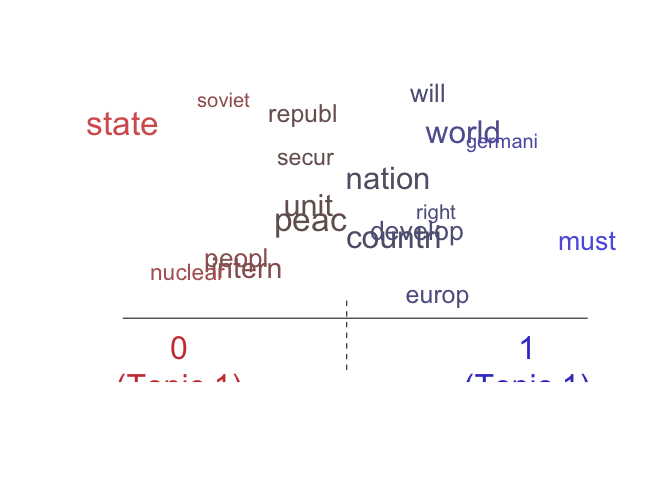 will
soviet
republ
state
world
germani
secur
nation
unit
right
peac
develop
countri
must
peopl
intern
nuclear
europ
0
1
(Topic 1)
(Topic 1)